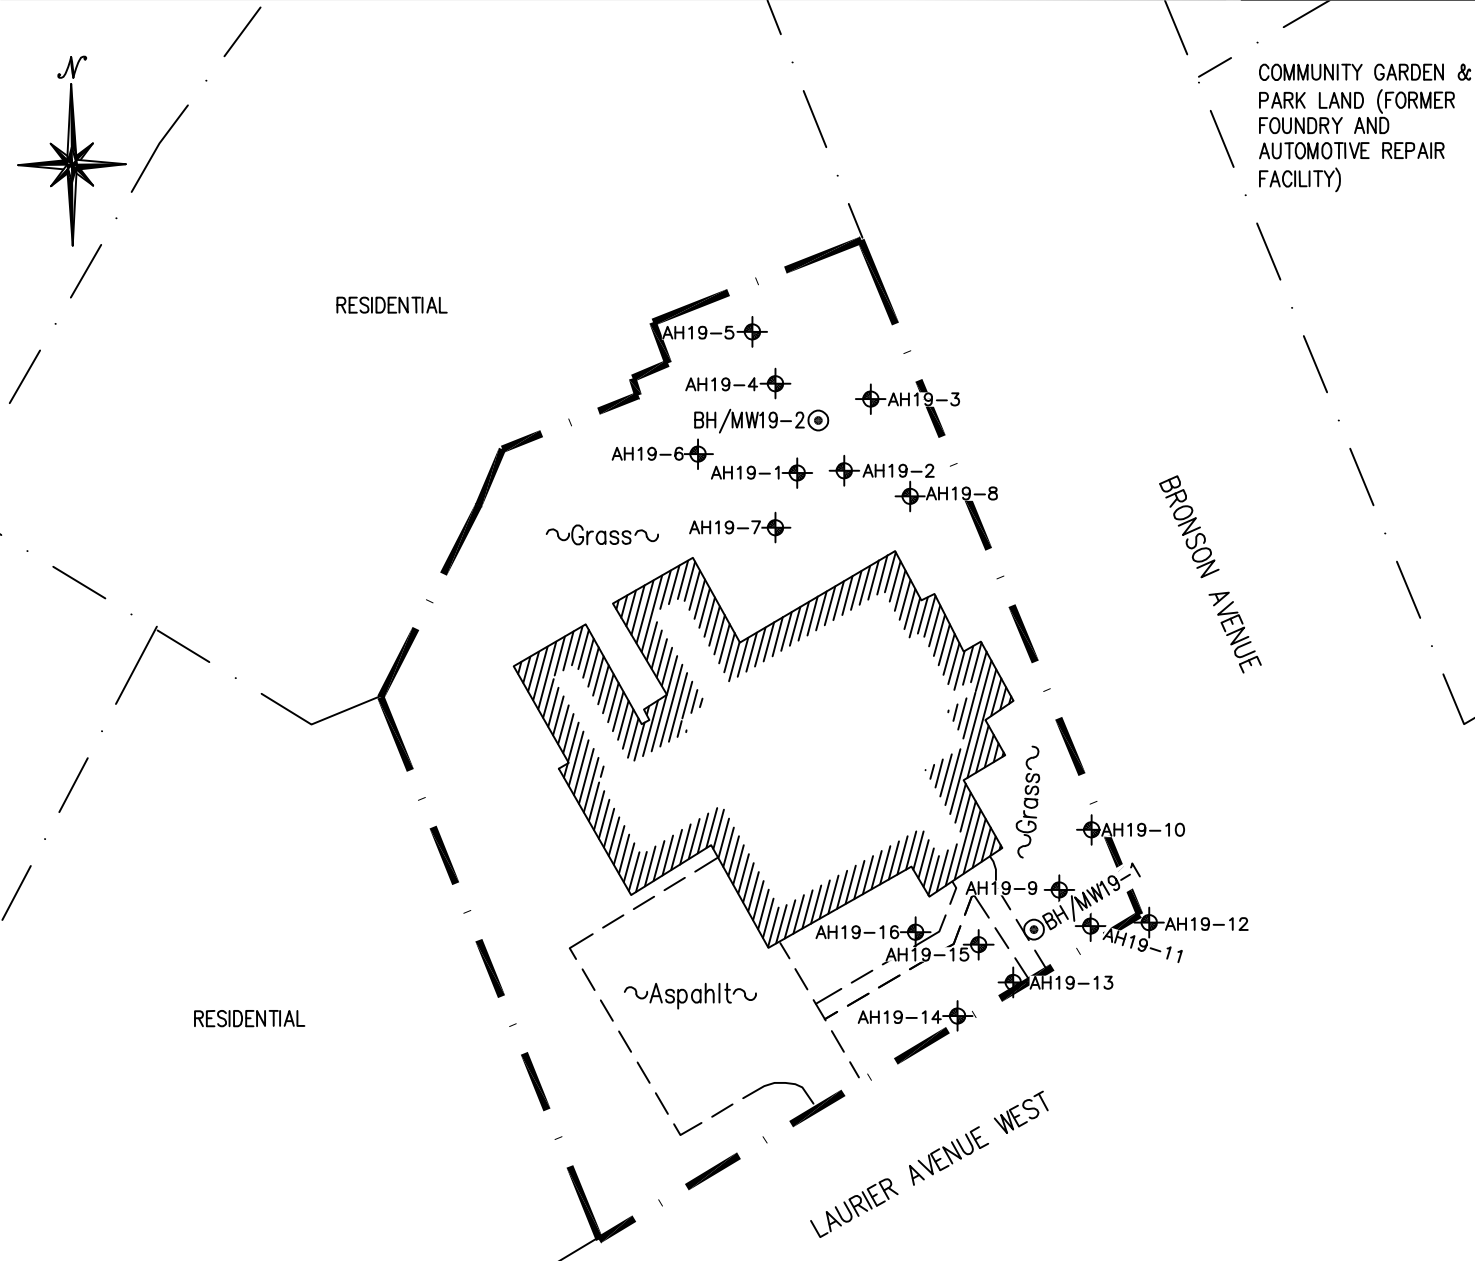 N
COMMUNITY GARDEN &
PARK LAND (FORMER
FOUNDRY AND
AUTOMOTIVE REPAIR
FACILITY)
RESIDENTIAL
AH19-5
AH19-4
AH19-3
BH/MW19-2
AH19-6
AH19-1
AH19-2
AH19-8
AH19-7
~Grass~
BRONSON AVENUE
~Grass~
AH19-10
AH19-9
BH/MW19-1
AH19-16
AH19-15
AH19-11
AH19-12
AH19-13
~Aspahlt~
AH19-14
RESIDENTIAL
LAURIER AVENUE WEST